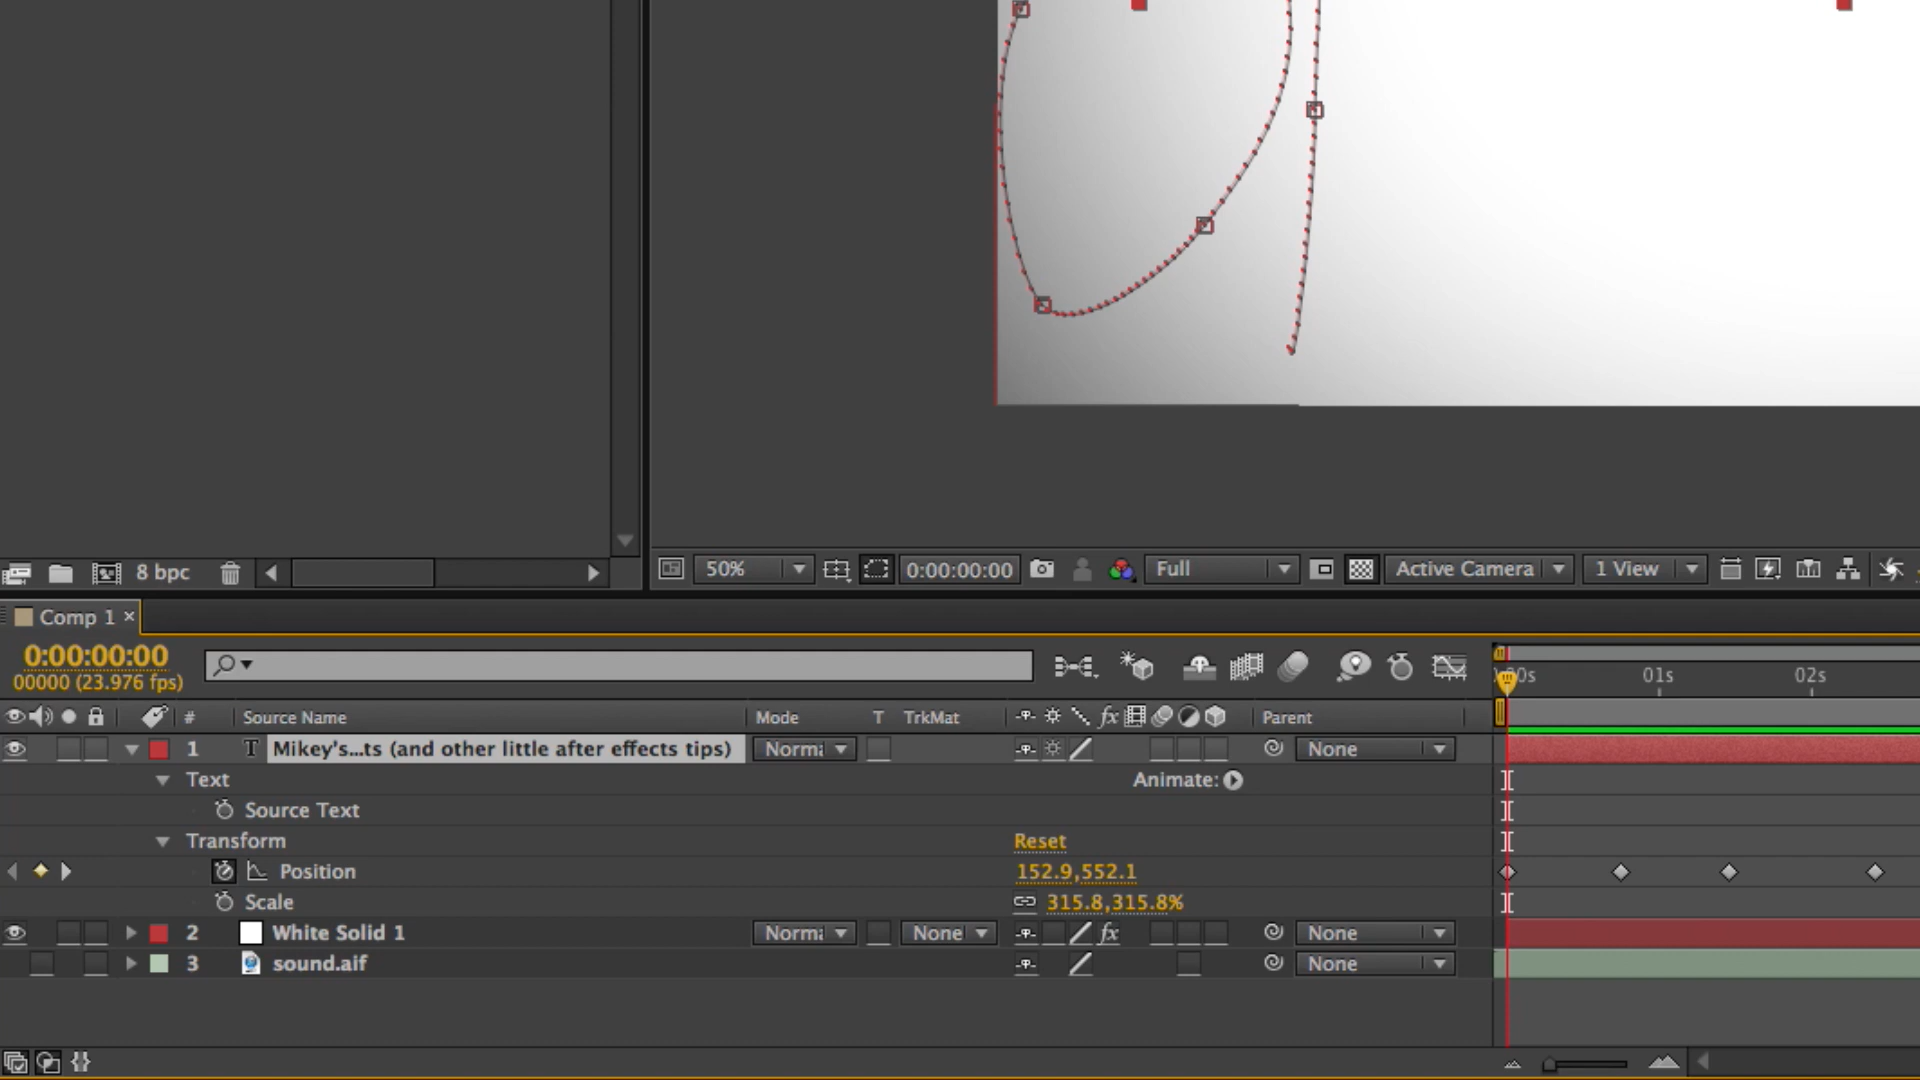 8 bpc
50%
0:00:00:00
Full
Active Camera
1 View
Comp 1 ×
0:00:00:00
00000 (23.976 fps)
01s
02s
# Source Name Mode T TrkMat fx Parent
1 T Mikey's...ts (and other little after effects tips) None
Text Animate:
Source Text
Transform Reset
Position 152.9,552.1
Scale 315.8,315.8%
2 White Solid 1 None fx None
3 sound.aif None